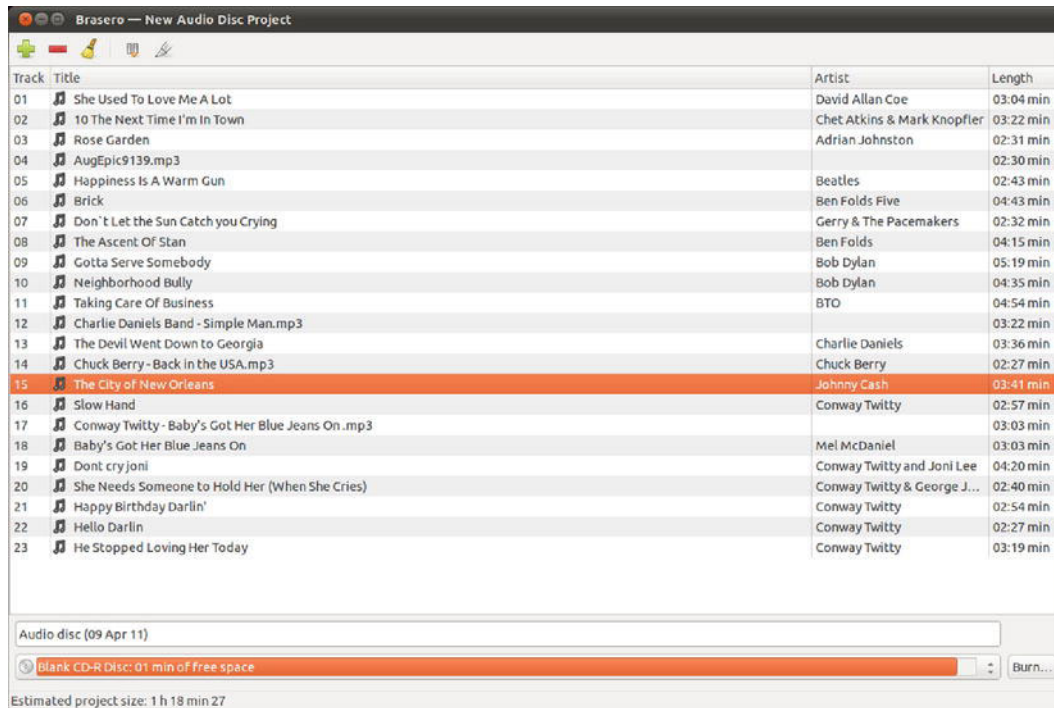 Brasero — New Audio Disc Project
Track Title Artist Length
01 She Used To Love Me A Lot David Allan Coe 03:04 min
02 10 The Next Time I'm In Town Chet Atkins & Mark Knopfler 03:22 min
03 Rose Garden Adrian Johnston 02:31 min
04 AugEpic9139.mp3 02:30 min
05 Happiness Is A Warm Gun Beatles 02:43 min
06 Brick Ben Folds Five 04:43 min
07 Don`t Let the Sun Catch you Crying Gerry & The Pacemakers 02:32 min
08 The Ascent Of Stan Ben Folds 04:15 min
09 Gotta Serve Somebody Bob Dylan 05:19 min
10 Neighborhood Bully Bob Dylan 04:35 min
11 Taking Care Of Business BTO 04:54 min
12 Charlie Daniels Band - Simple Man.mp3 03:22 min
13 The Devil Went Down to Georgia Charlie Daniels 03:36 min
14 Chuck Berry - Back in the USA.mp3 Chuck Berry 02:27 min
15 The City of New Orleans Johnny Cash 03:41 min
16 Slow Hand Conway Twitty 02:57 min
17 Conway Twitty - Baby's Got Her Blue Jeans On .mp3 03:03 min
18 Baby's Got Her Blue Jeans On Mel McDaniel 03:03 min
19 Dont cry joni Conway Twitty and Joni Lee 04:20 min
20 She Needs Someone to Hold Her (When She Cries) Conway Twitty & George J... 02:40 min
21 Happy Birthday Darlin' Conway Twitty 02:54 min
22 Hello Darlin Conway Twitty 02:27 min
23 He Stopped Loving Her Today Conway Twitty 03:19 min
Audio disc (09 Apr 11)
Blank CD-R Disc: 01 min of free space Burn...
Estimated project size: 1 h 18 min 27